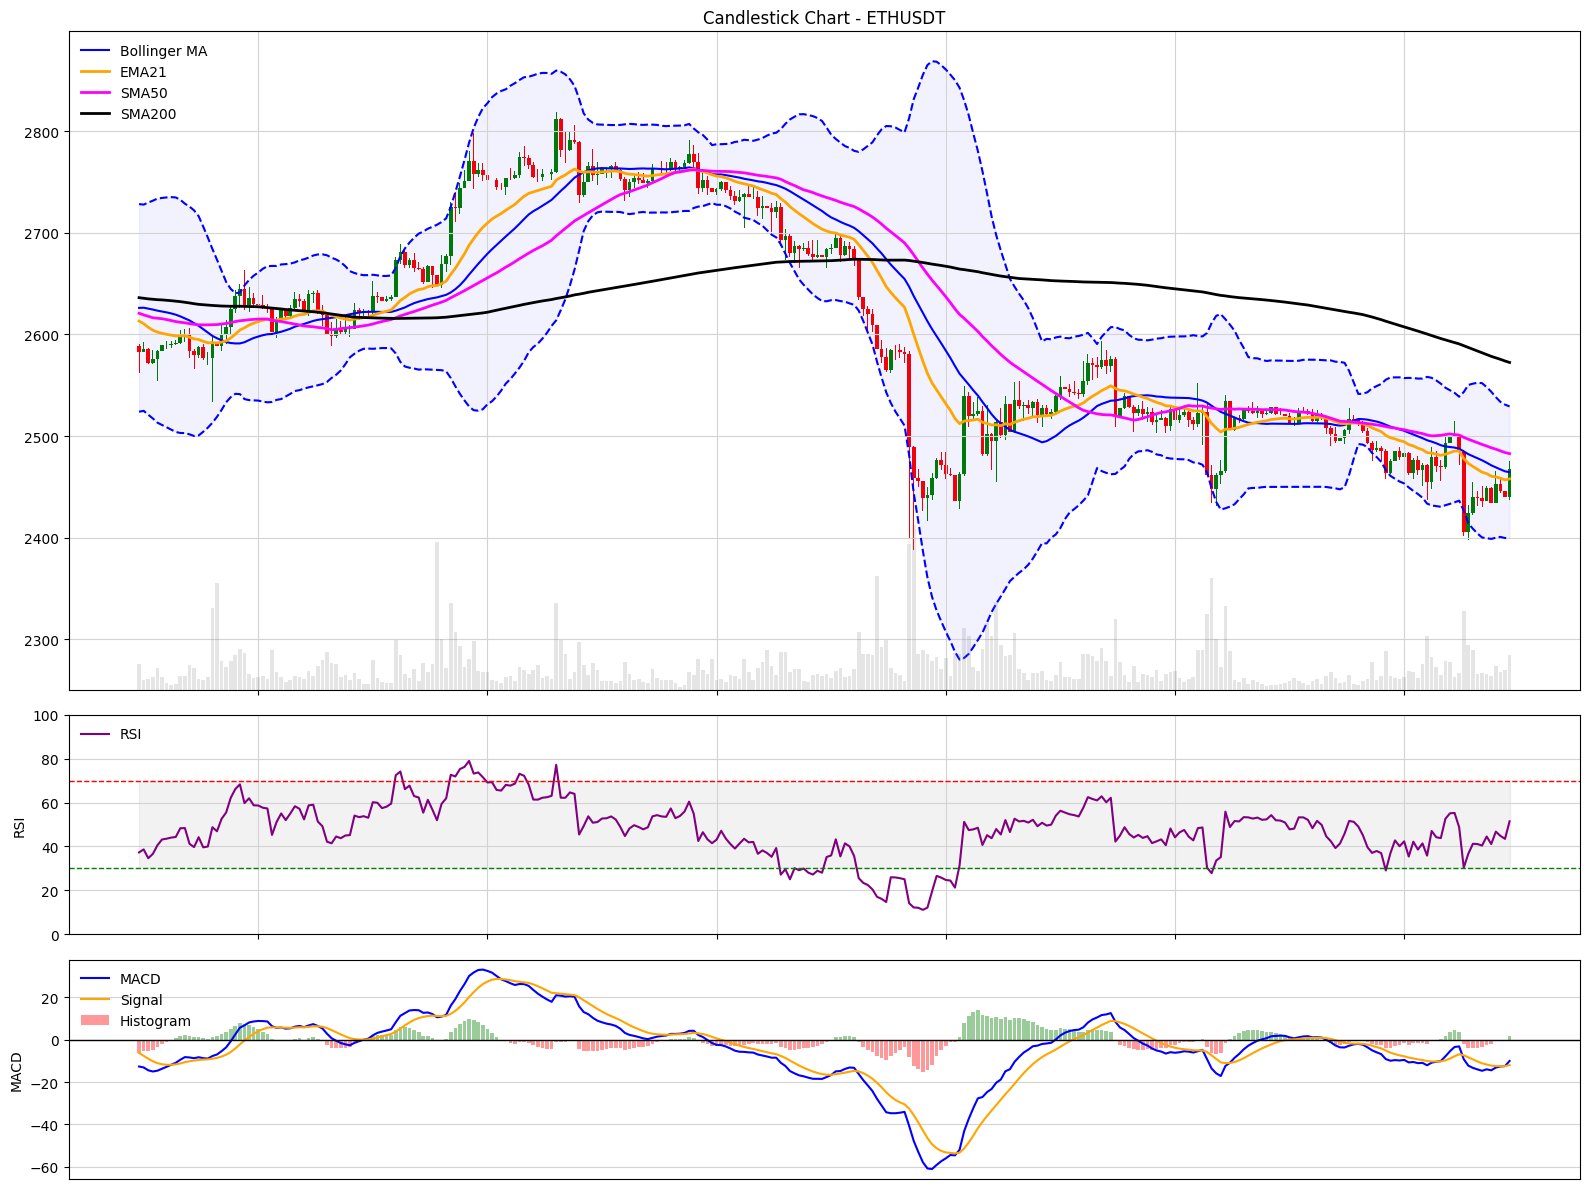 Candlestick Chart - ETHUSDT
Bollinger MA
EMA21
SMA50
SMA200
2800
2700
2600
2500
2400
2300
RSI
100
80
60
40
20
0
RSI
MACD
Signal
Histogram
20
0
−20
−40
−60
MACD